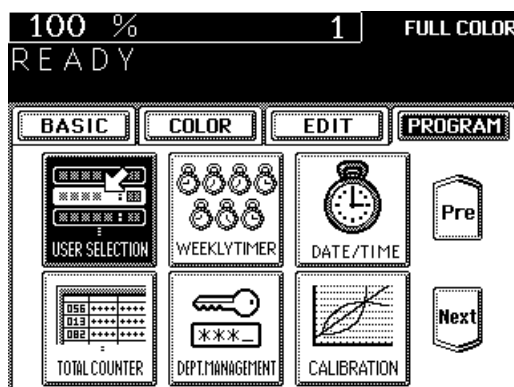 100 % 1 FULL COLOR
READY
BASIC COLOR EDIT PROGRAM
USER SELECTION WEEKLYTIMER DATE/TIME Pre
056 ++++ ++++
013 ++++ ++++
082 ++++ ++++
***_
Next
TOTAL COUNTER DEPT.MANAGEMENT CALIBRATION